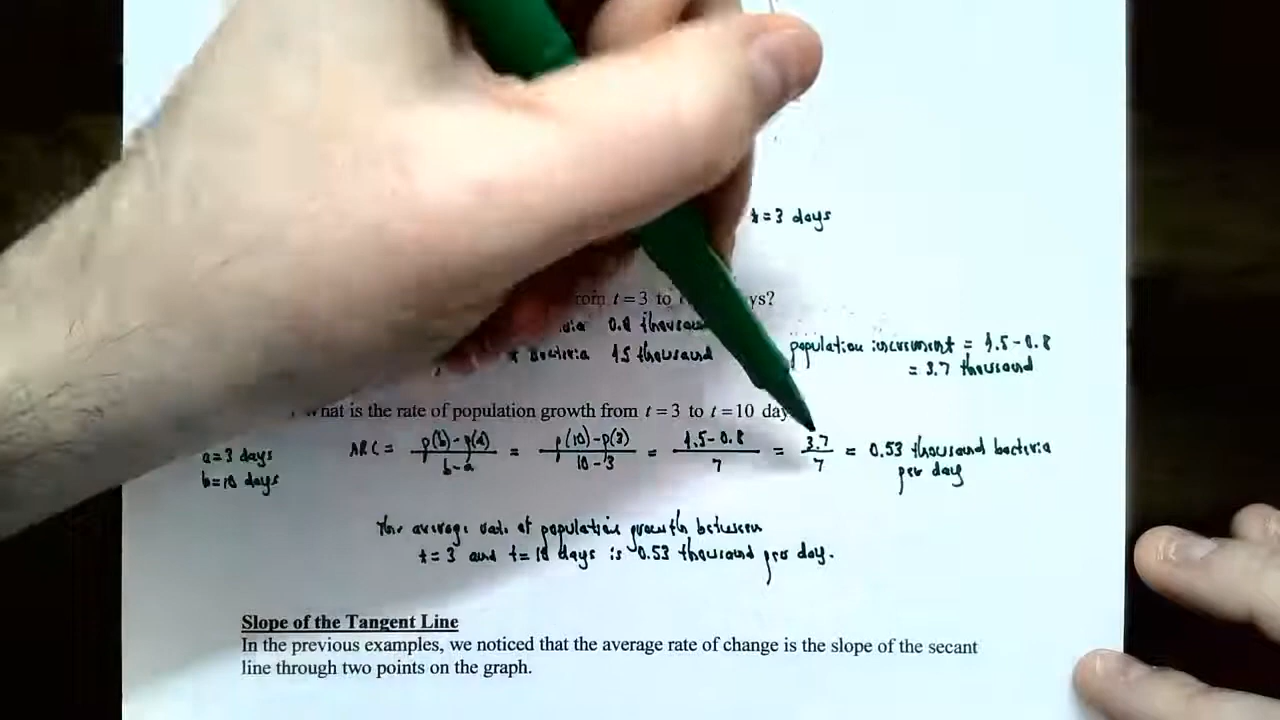 t = 3 days
from t = 3 to ys?
0.8 thousand
bacteria 4.5 thousand
population increment = 4.5 - 0.8
= 3.7 thousand
What is the rate of population growth from t = 3 to t = 10 day
a = 3 days
b = 10 days
ARC = p(b) - p(a) / b - a = p(10) - p(3) / 10 - 3 = 4.5 - 0.8 / 7 = 3.7 / 7 = 0.53 thousand bacteria
per day
The average rate of population growth between
t = 3 and t = 10 days is 0.53 thousand per day.
Slope of the Tangent Line
In the previous examples, we noticed that the average rate of change is the slope of the secant
line through two points on the graph.